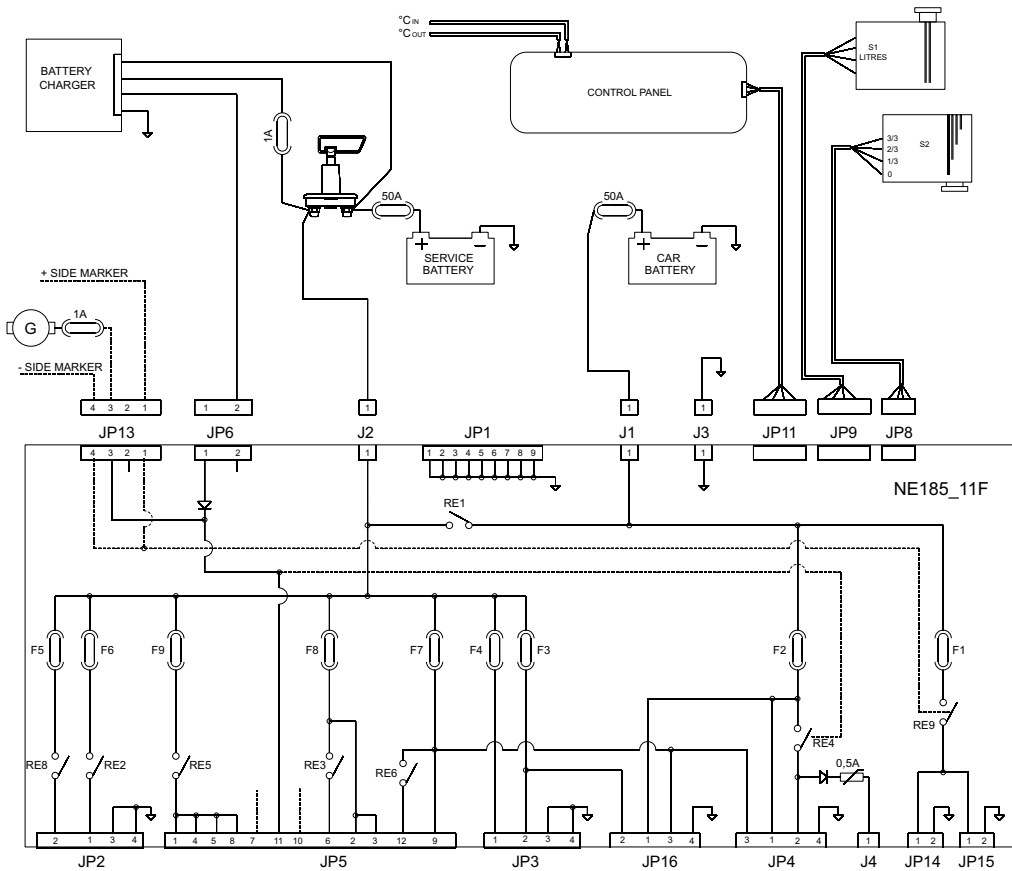 °C IN
°C OUT
BATTERY
CHARGER
CONTROL PANEL
S1
LITRES
3/3
2/3
1/3
0
S2
1A
50A
50A
+ −
SERVICE
BATTERY
+ −
CAR
BATTERY
+ SIDE MARKER
G
1A
- SIDE MARKER
4 3 2 1
1 2
1
1
1
JP13 JP6 J2 JP1 J1 J3 JP11 JP9 JP8
4 3 2 1
1 2
1
1 2 3 4 5 6 7 8 9
1
1
NE185_11F
RE1
F5 F6 F9 F8 F7 F4 F3 F2 F1
RE9
RE4
RE8 RE2 RE5 RE3 RE6
0,5A
2 1 3 4
1 4 5 8 7 11 10 6 2 3 12 9
1 2 3 4
2 1 3 4
3 1 2 4
1
1 2
1 2
JP2 JP5 JP3 JP16 JP4 J4 JP14 JP15